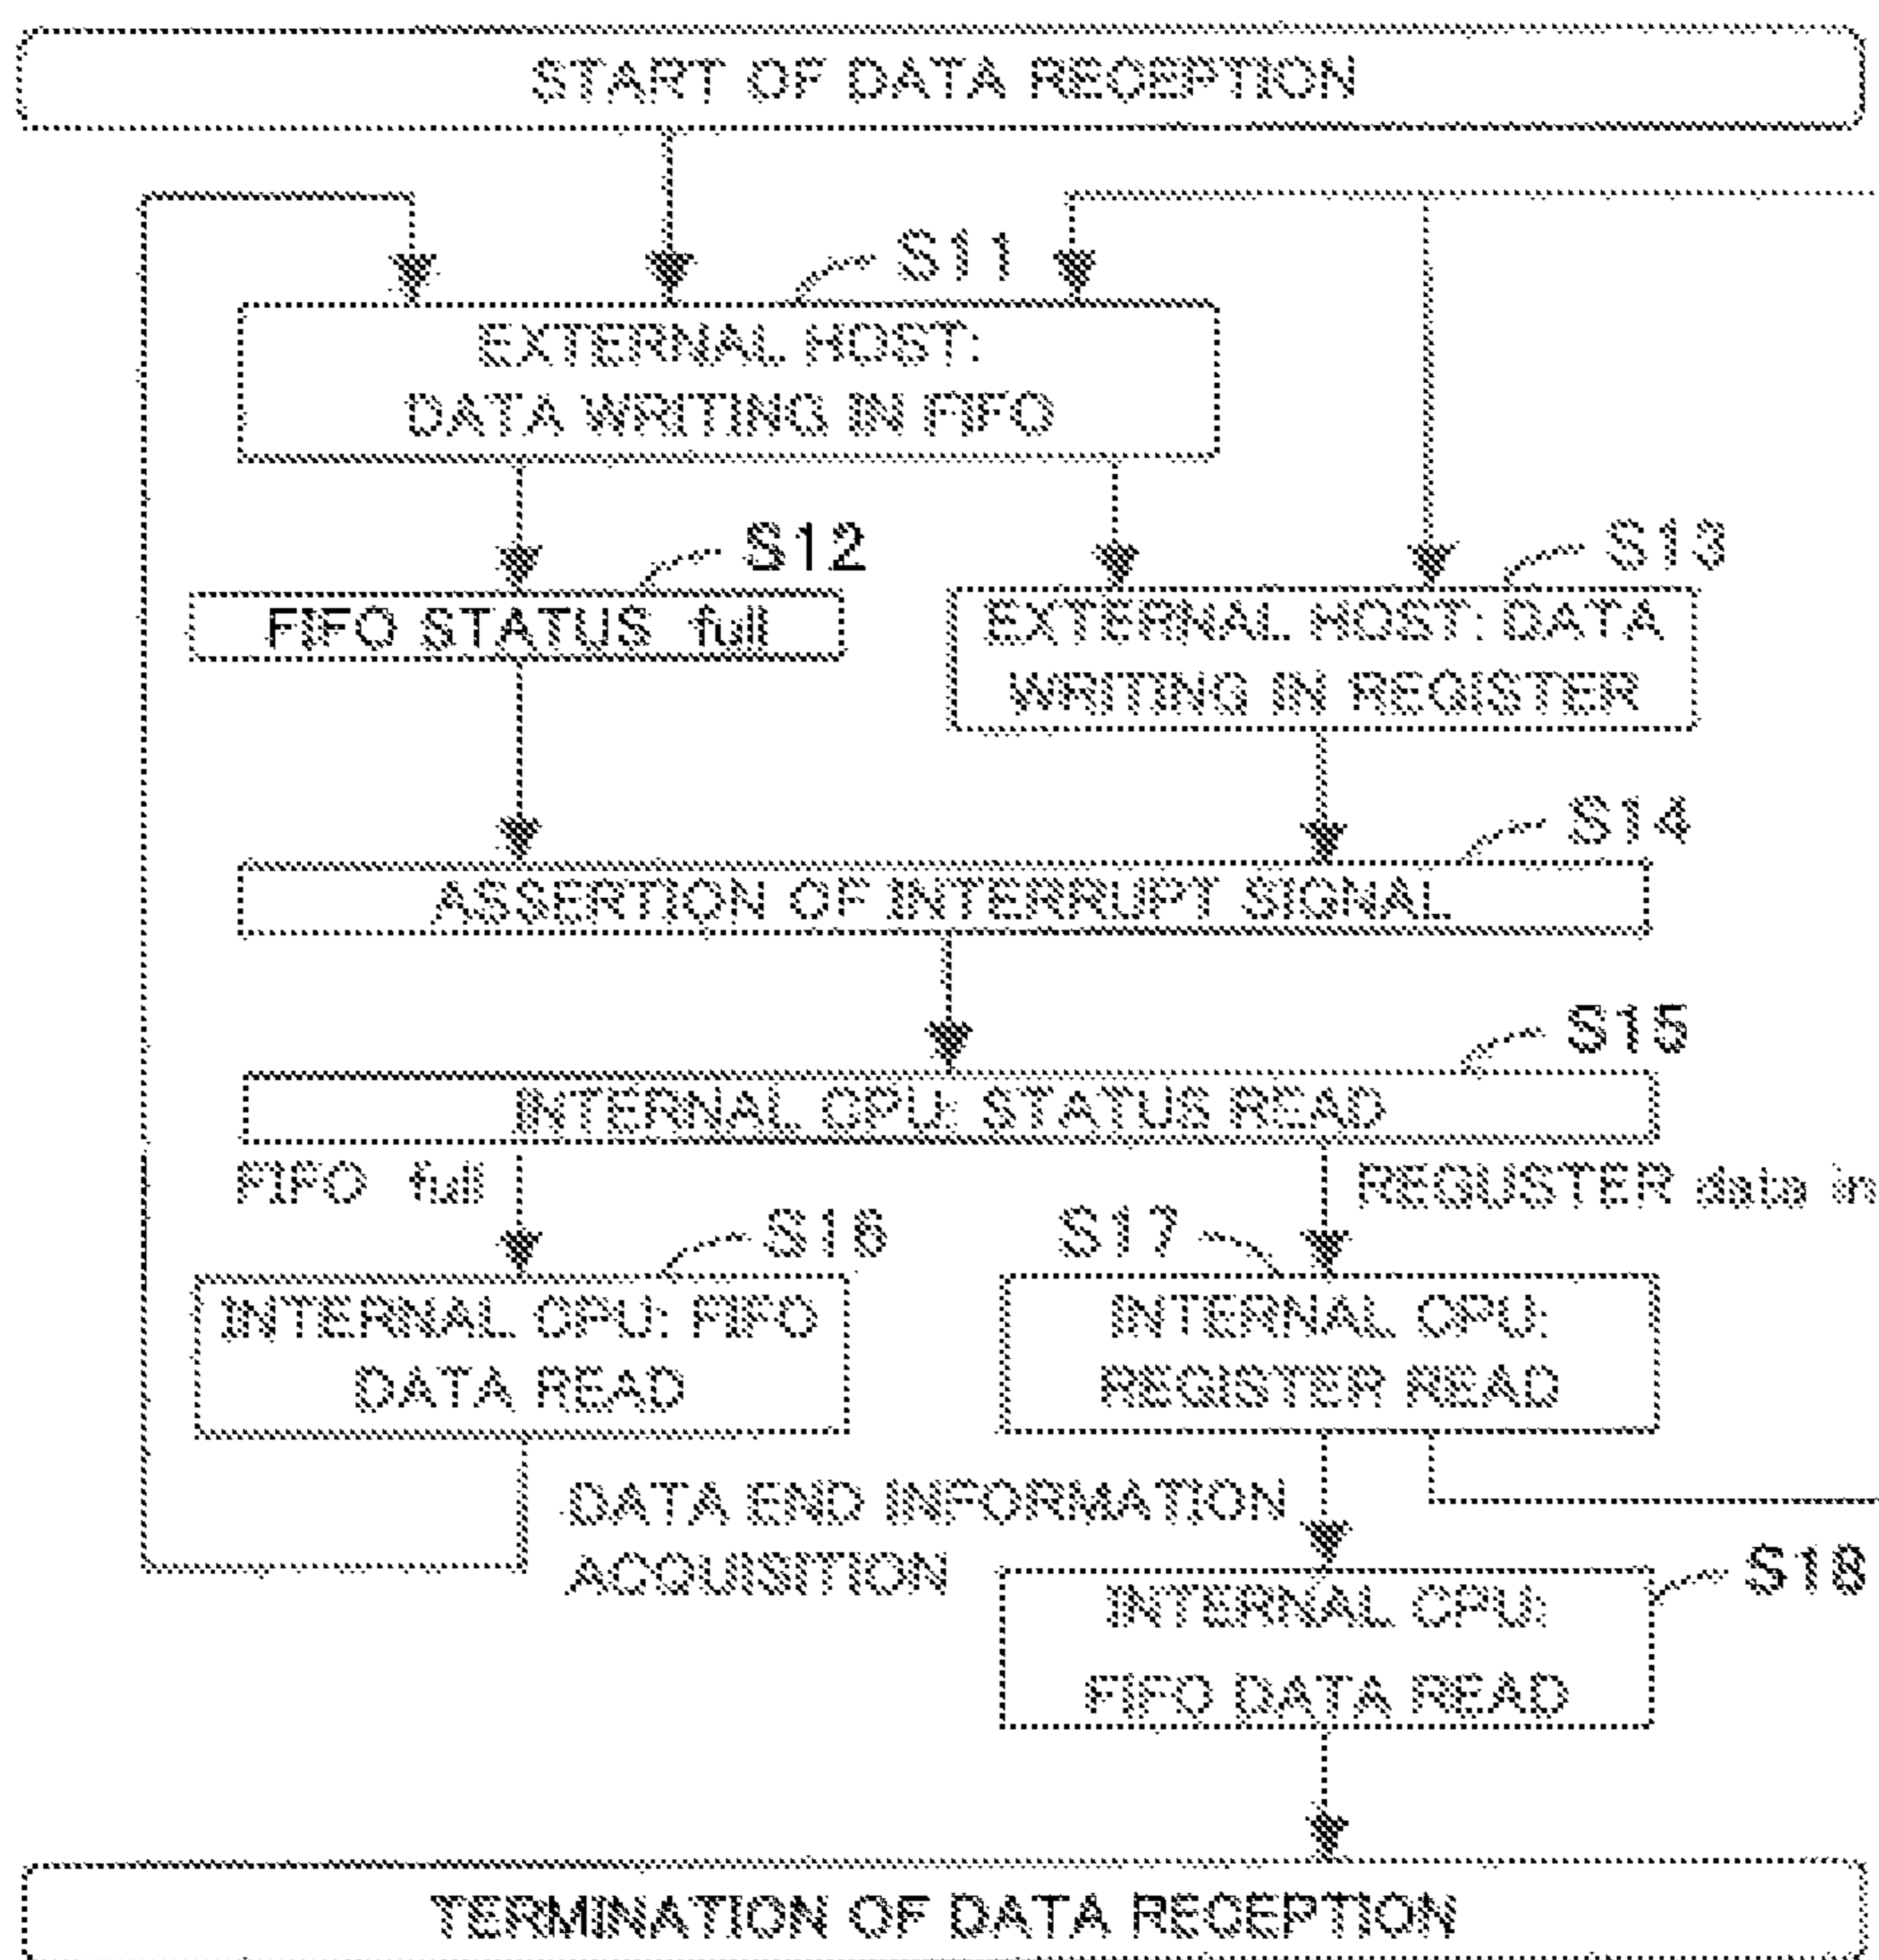 START OF DATA RECEPTION
S11
EXTERNAL HOST:
DATA WRITING IN FIFO
S12
S13
FIFO STATUS full
EXTERNAL HOST: DATA
WRITING IN REGISTER
S14
ASSERTION OF INTERRUPT SIGNAL
S15
INTERNAL CPU: STATUS READ
FIFO full
REGUSTER data in
S16
S17
INTERNAL CPU: FIFO
DATA READ
INTERNAL CPU:
REGISTER READ
DATA END INFORMATION
ACQUISITION
S18
INTERNAL CPU:
FIFO DATA READ
TERMINATION OF DATA RECEPTION